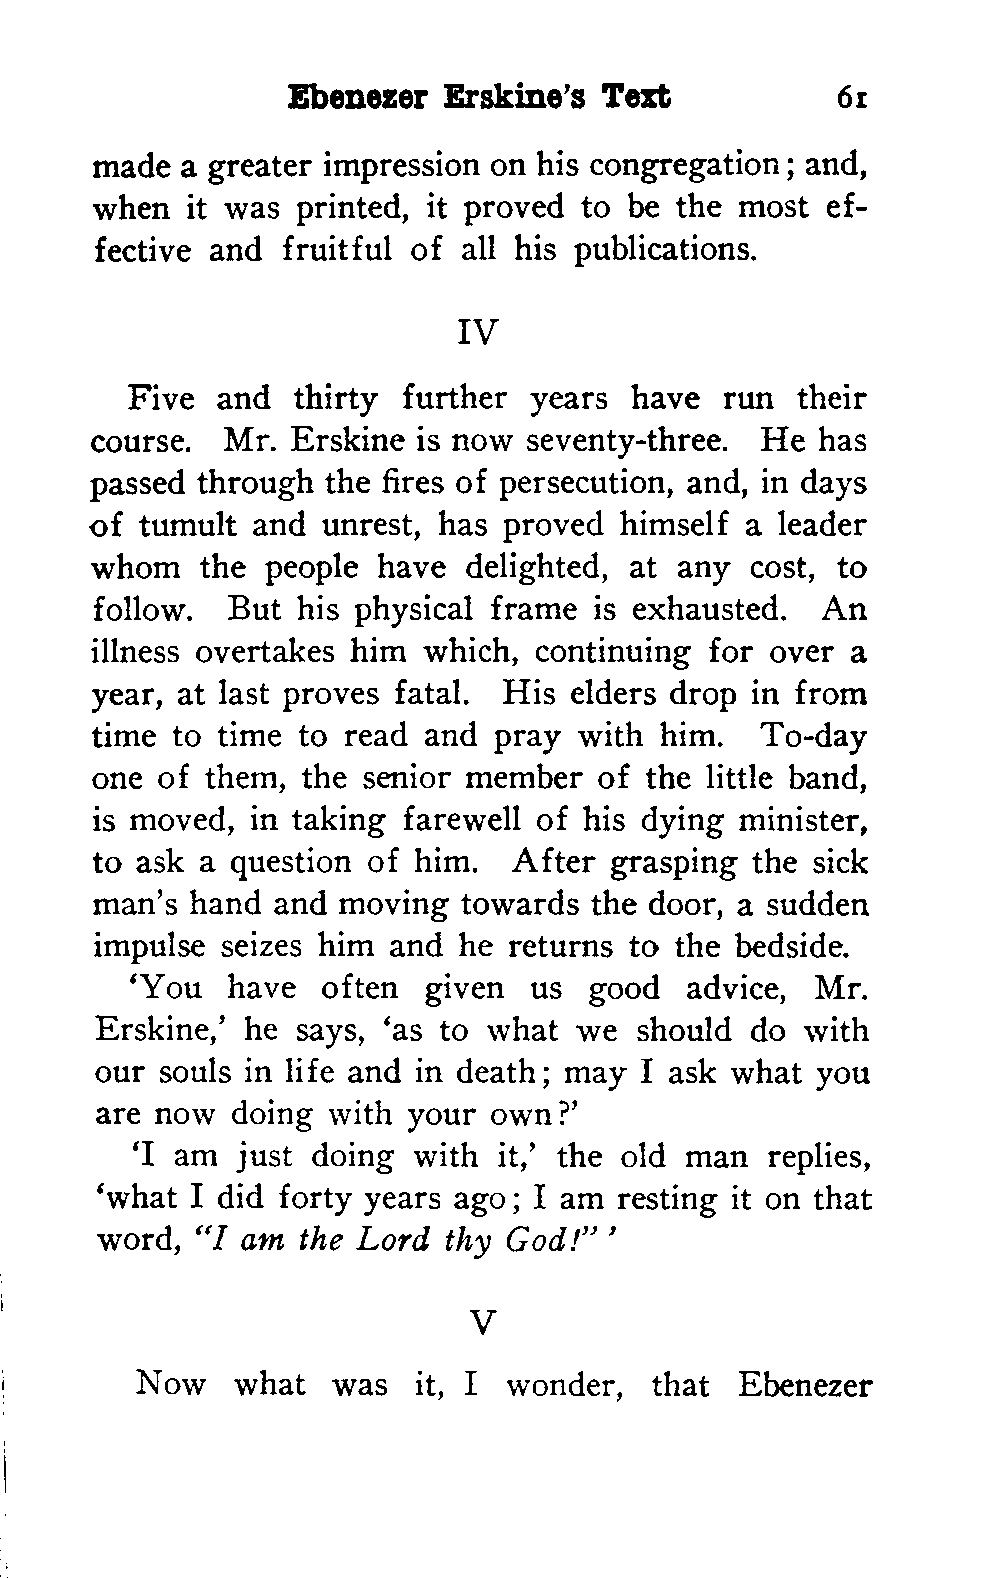 Ebenezer Erskine's Text 61
made a greater impression on his congregation; and,
when it was printed, it proved to be the most ef-
fective and fruitful of all his publications.
IV
Five and thirty further years have run their
course. Mr. Erskine is now seventy-three. He has
passed through the fires of persecution, and, in days
of tumult and unrest, has proved himself a leader
whom the people have delighted, at any cost, to
follow. But his physical frame is exhausted. An
illness overtakes him which, continuing for over a
year, at last proves fatal. His elders drop in from
time to time to read and pray with him. To-day
one of them, the senior member of the little band,
is moved, in taking farewell of his dying minister,
to ask a question of him. After grasping the sick
man's hand and moving towards the door, a sudden
impulse seizes him and he returns to the bedside.
‘You have often given us good advice, Mr.
Erskine,’ he says, ‘as to what we should do with
our souls in life and in death; may I ask what you
are now doing with your own?’
‘I am just doing with it,’ the old man replies,
‘what I did forty years ago; I am resting it on that
word, “I am the Lord thy God!” ’
V
Now what was it, I wonder, that Ebenezer